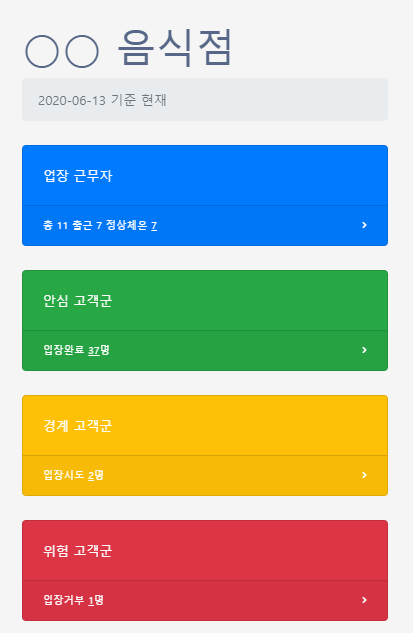 ○○ 음식점
2020-06-13 기준 현재
업장 근무자
총 11 출근 7 정상체온 7
안심 고객군
입장완료 37명
경계 고객군
입장시도 2명
위험 고객군
입장거부 1명